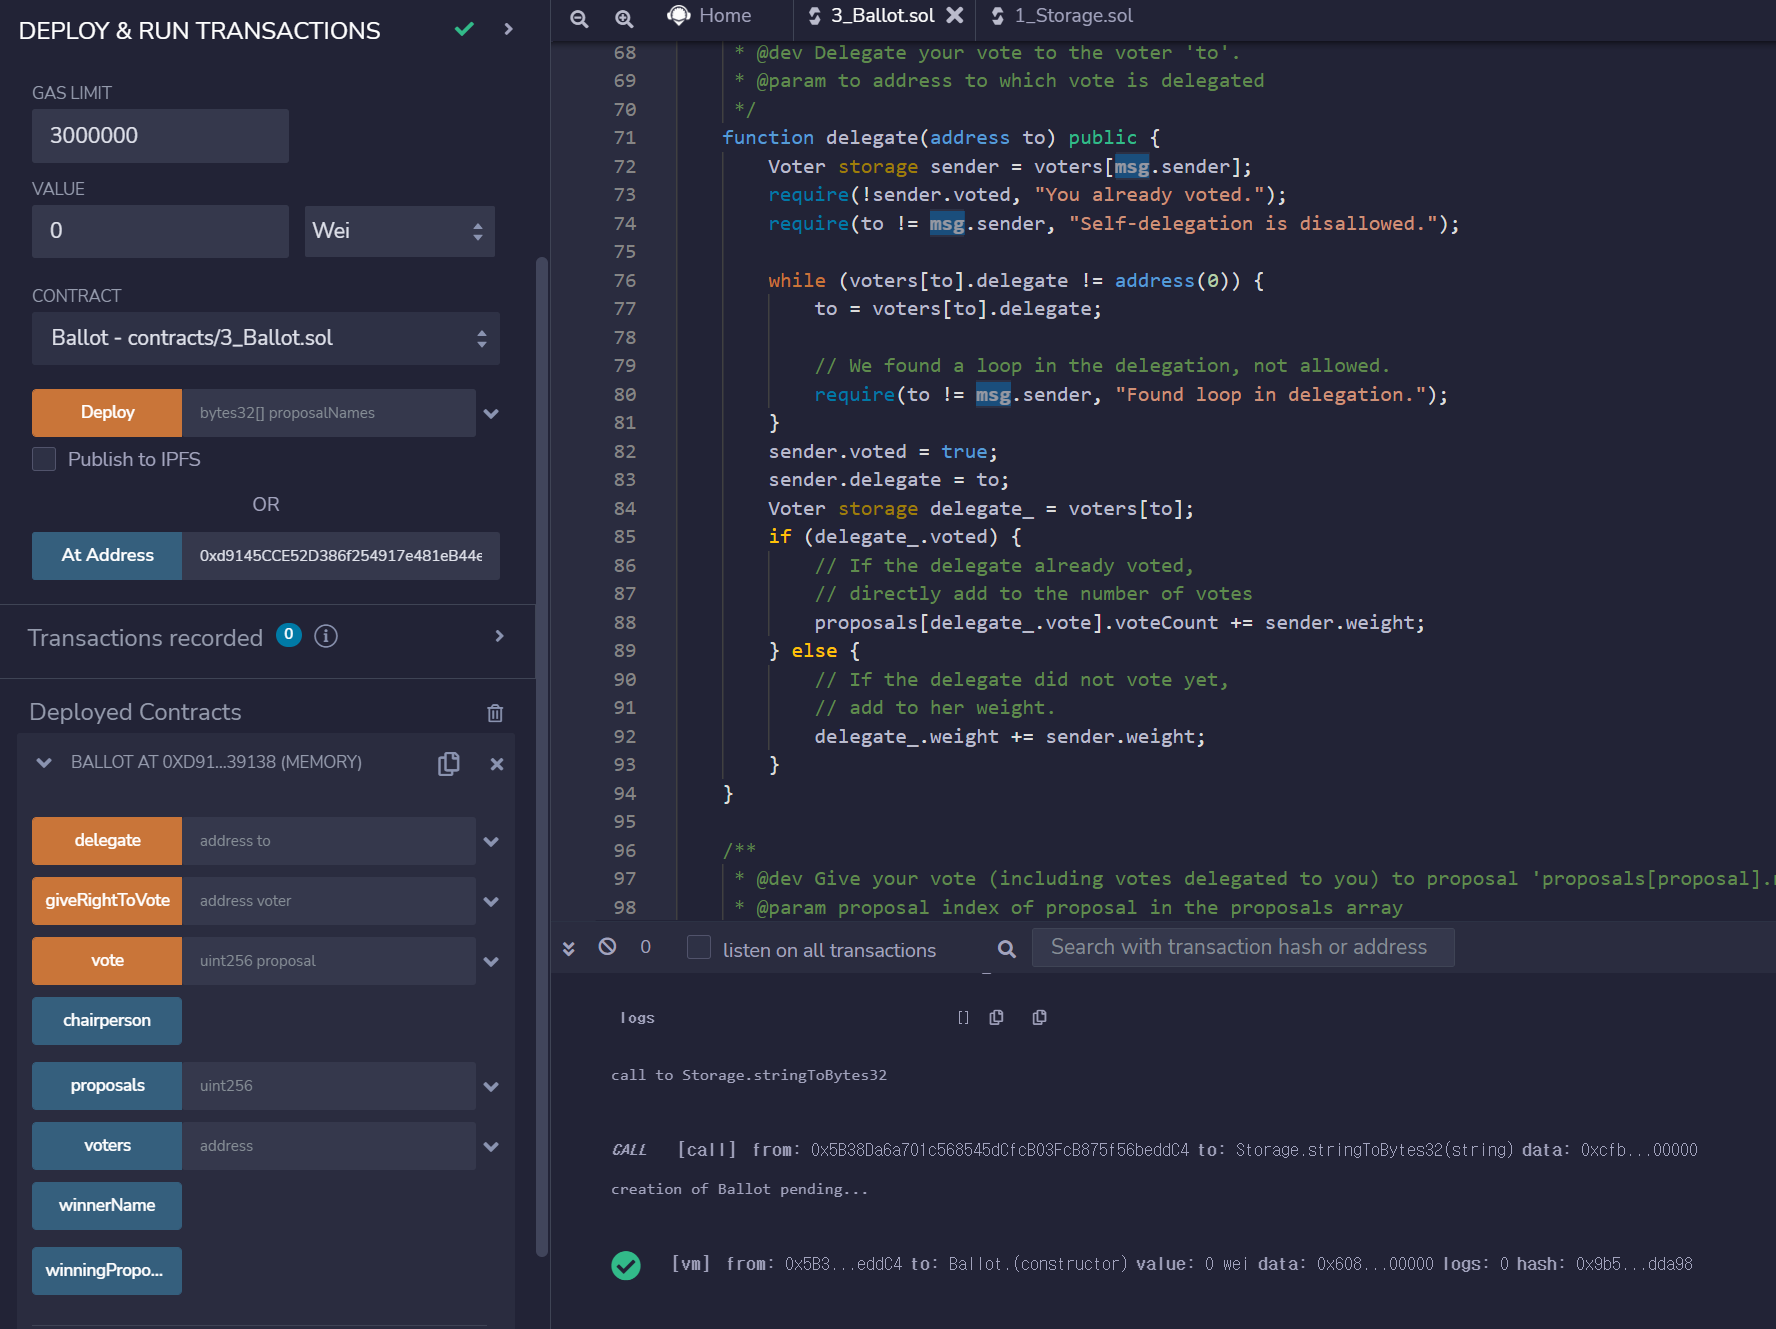 DEPLOY & RUN TRANSACTIONS
GAS LIMIT
3000000
VALUE
0
Wei
CONTRACT
Ballot - contracts/3_Ballot.sol
Deploy
bytes32[] proposalNames
Publish to IPFS
OR
At Address
0xd9145CCE52D386f254917e481eB44e
Transactions recorded 0 i
Deployed Contracts
BALLOT AT 0XD91...39138 (MEMORY)
delegate
address to
giveRightToVote
address voter
vote
uint256 proposal
chairperson
proposals
uint256
voters
address
winnerName
winningPropo...
Home
3_Ballot.sol
1_Storage.sol
68 * @dev Delegate your vote to the voter 'to'.
69 * @param to address to which vote is delegated
70 */
71 function delegate(address to) public {
72 Voter storage sender = voters[msg.sender];
73 require(!sender.voted, "You already voted.");
74 require(to != msg.sender, "Self-delegation is disallowed.");
75
76 while (voters[to].delegate != address(0)) {
77 to = voters[to].delegate;
78
79 // We found a loop in the delegation, not allowed.
80 require(to != msg.sender, "Found loop in delegation.");
81 }
82 sender.voted = true;
83 sender.delegate = to;
84 Voter storage delegate_ = voters[to];
85 if (delegate_.voted) {
86 // If the delegate already voted,
87 // directly add to the number of votes
88 proposals[delegate_.vote].voteCount += sender.weight;
89 } else {
90 // If the delegate did not vote yet,
91 // add to her weight.
92 delegate_.weight += sender.weight;
93 }
94 }
95
96 /**
97 * @dev Give your vote (including votes delegated to you) to proposal 'proposals[proposal].
98 * @param proposal index of proposal in the proposals array
0
listen on all transactions
Search with transaction hash or address
logs []
call to Storage.stringToBytes32
CALL [call] from: 0x5B38Da6a701c568545dCfcB03FcB875f56beddC4 to: Storage.stringToBytes32(string) data: 0xcfb...00000
creation of Ballot pending...
[vm] from: 0x5B3...eddC4 to: Ballot.(constructor) value: 0 wei data: 0x608...00000 logs: 0 hash: 0x9b5...dda98